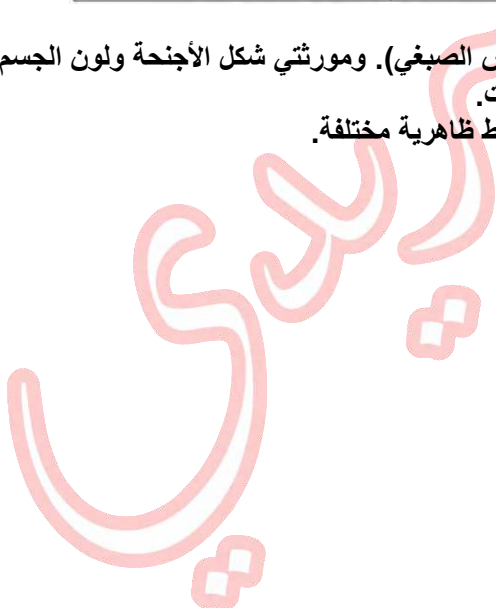 س الصبغي). ومورثتي شكل الأجنحة ولون الجسم
ت.
ط ظاهرية مختلفة.